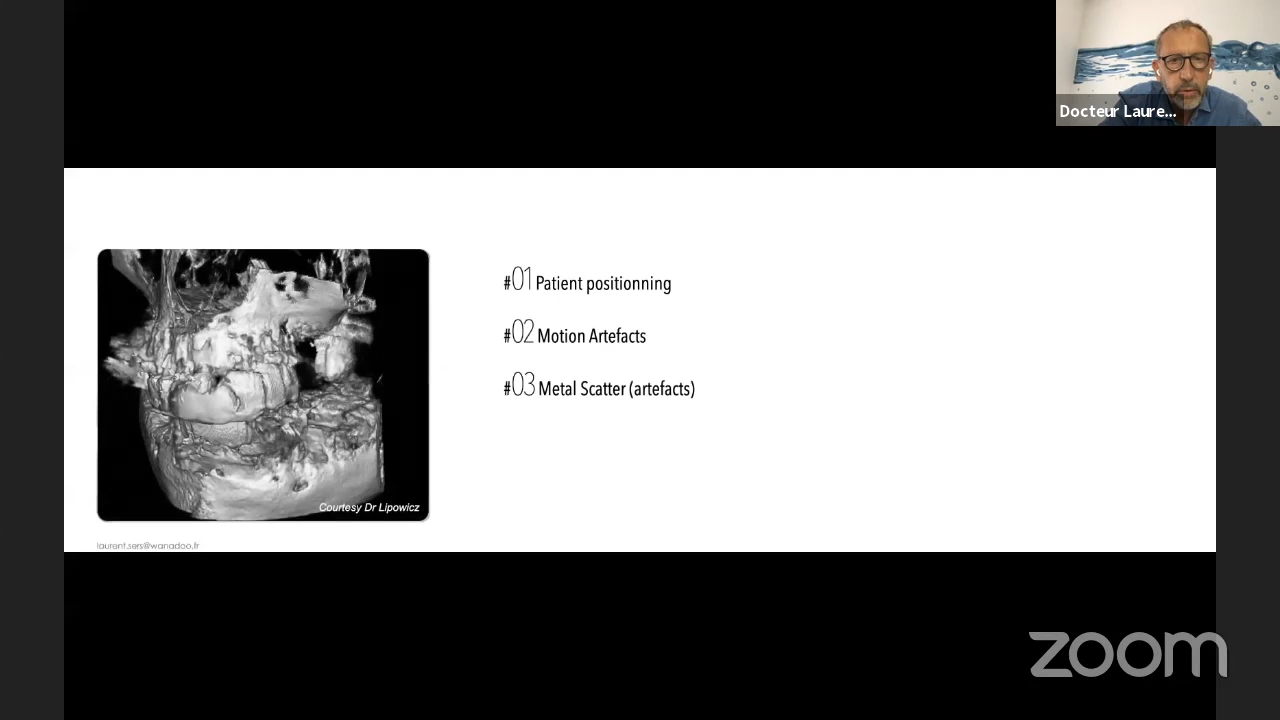 Docteur Laure...
#01 Patient positionning
#02 Motion Artefacts
#03 Metal Scatter (artefacts)
Courtesy Dr Lipowicz
laurent.sers@wanadoo.fr
zoom